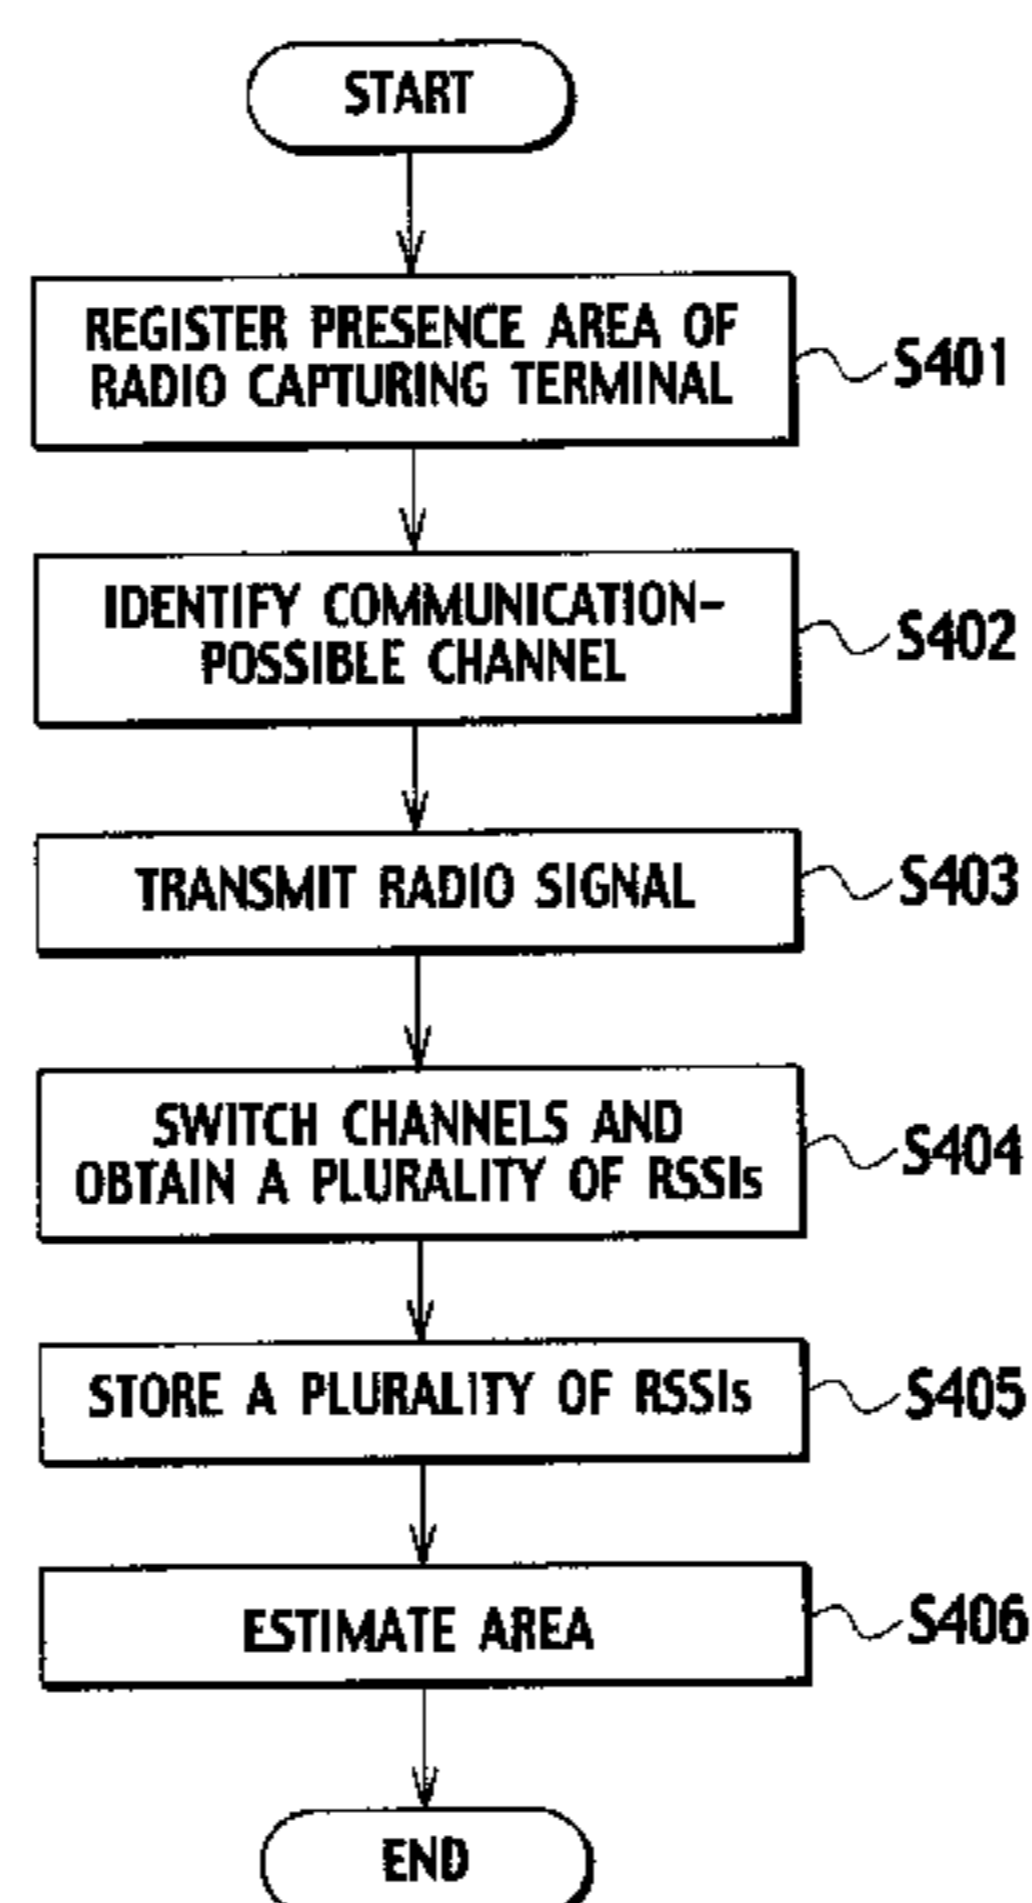 START
REGISTER PRESENCE AREA OF
RADIO CAPTURING TERMINAL
S401
IDENTIFY COMMUNICATION-
POSSIBLE CHANNEL
S402
TRANSMIT RADIO SIGNAL
S403
SWITCH CHANNELS AND
OBTAIN A PLURALITY OF RSSIs
S404
STORE A PLURALITY OF RSSIs
S405
ESTIMATE AREA
S406
END